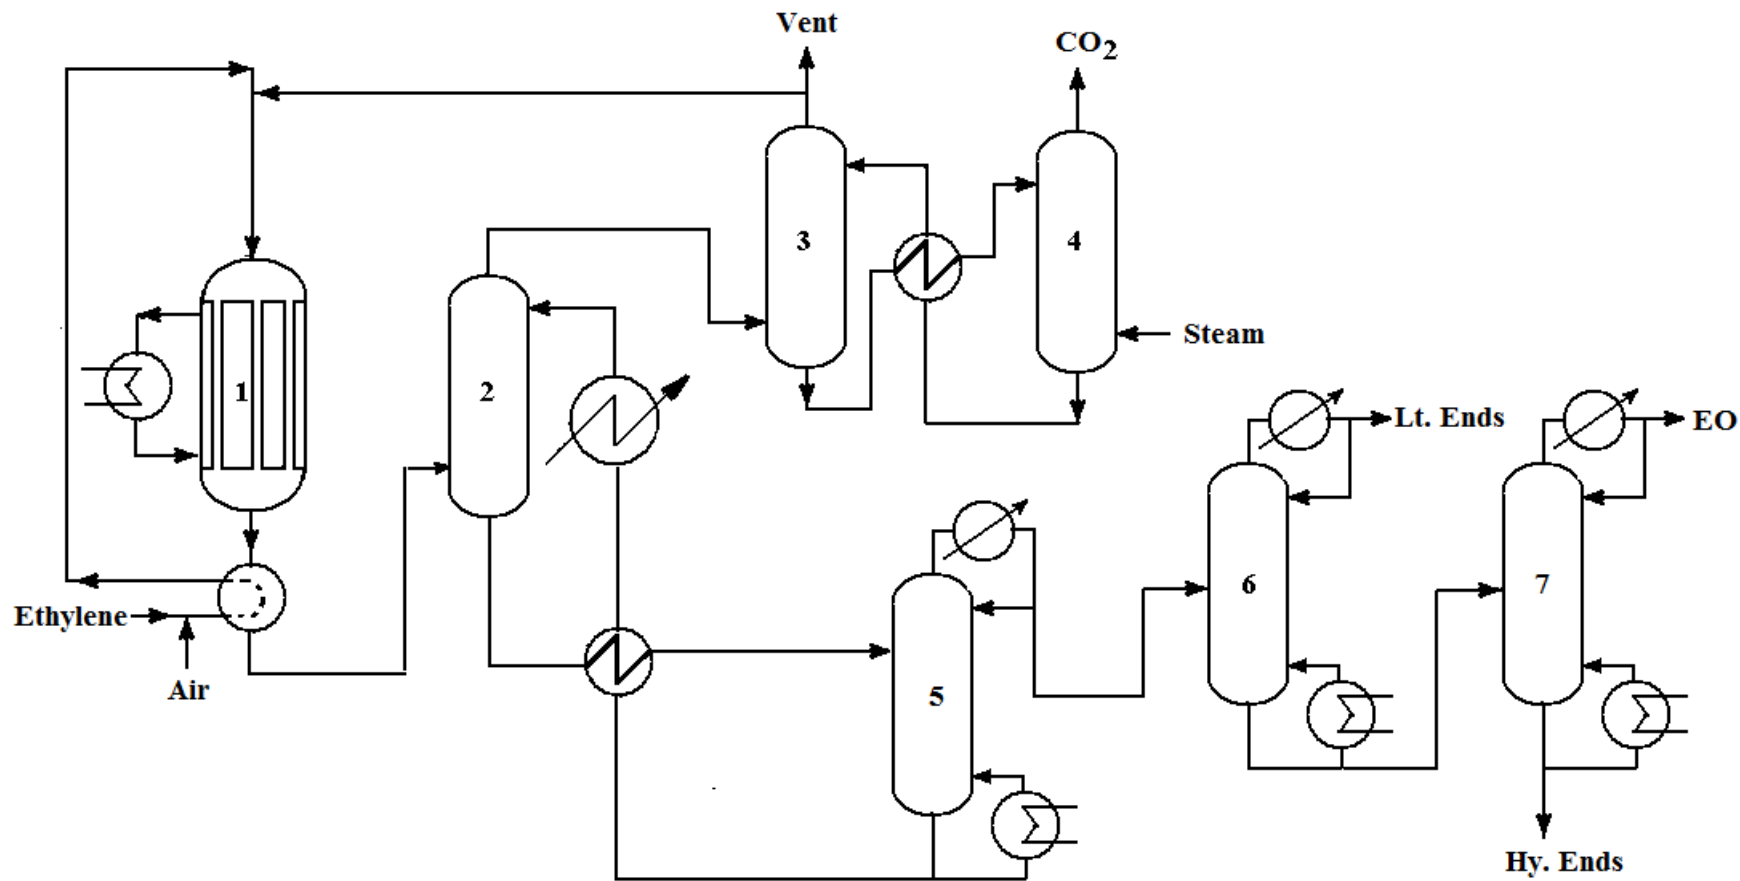 Vent
CO2
3
4
Steam
1
2
Lt. Ends
EO
6
7
Ethylene
Air
5
Hy. Ends